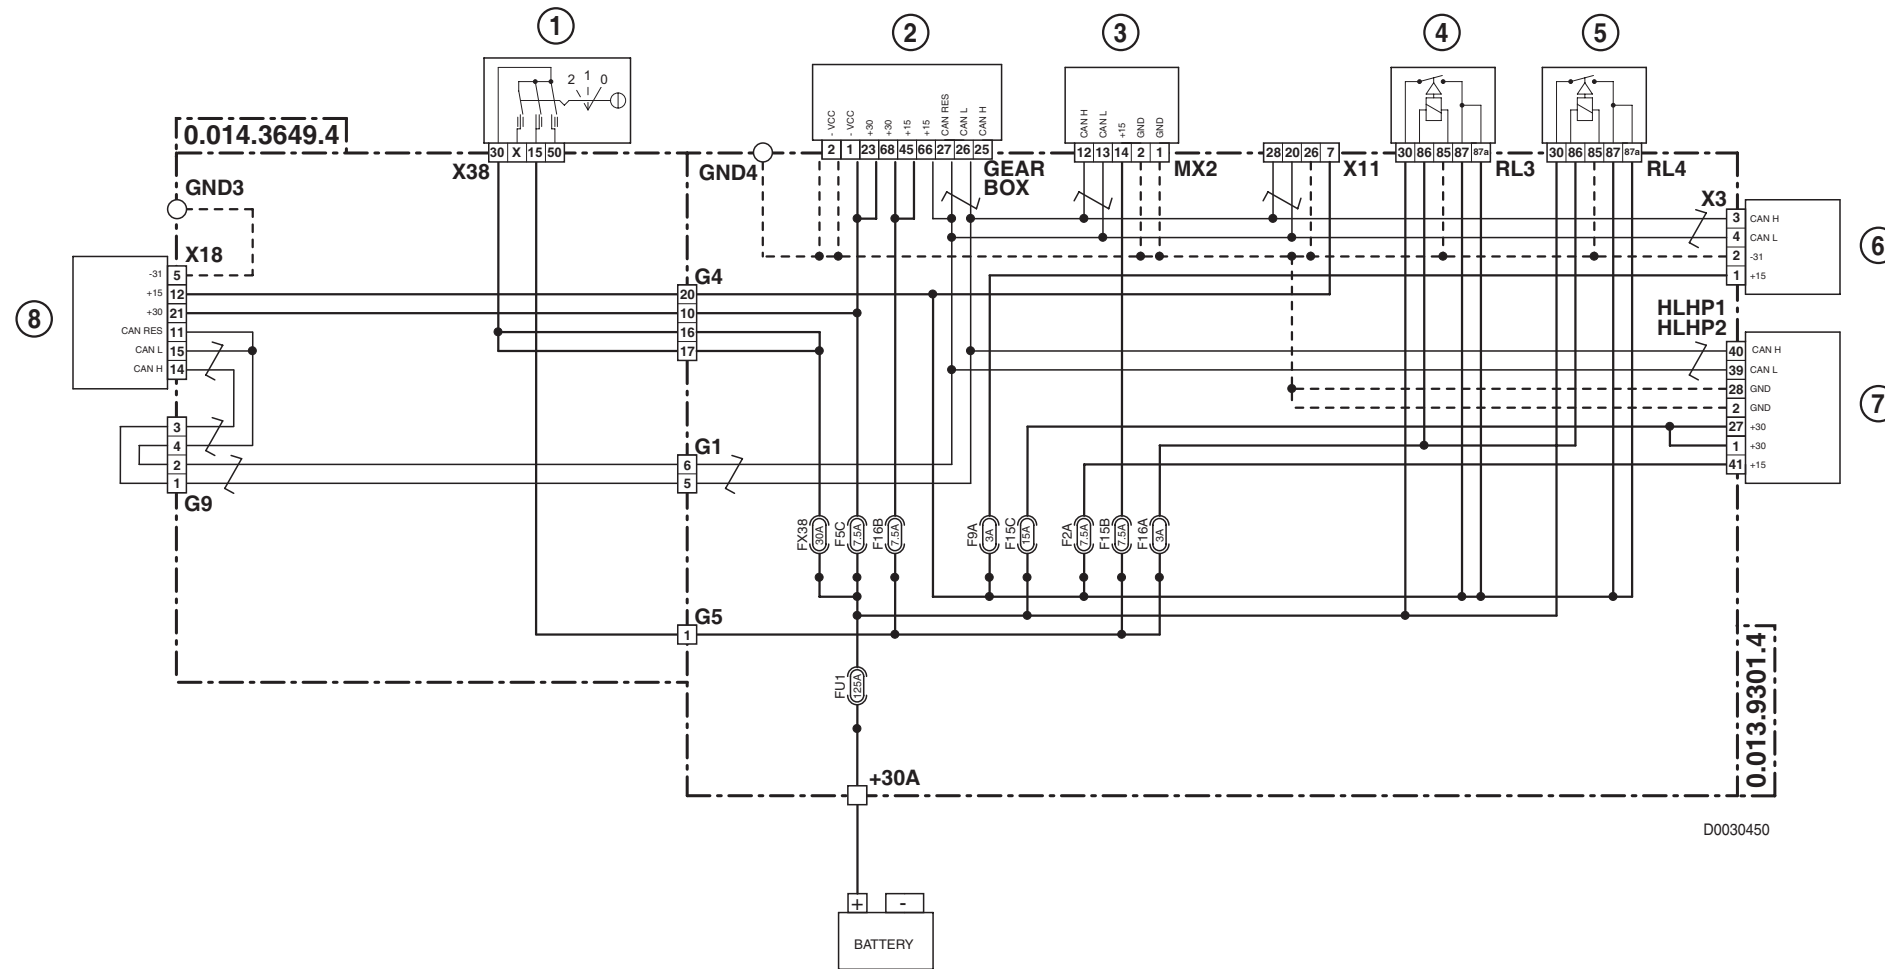 1
2
3
4
5
2 1 0
0.014.3649.4
30 X 15 50
X38
- VCC
- VCC
+30
+30
+15
+15
CAN RES
CAN L
CAN H
2 1 23 68 45 66 27 26 25
GEAR
BOX
GND4
CAN H
CAN L
+15
GND
GND
12 13 14 2 1
MX2
28 20 26 7
X11
30 86 85 87 87a
RL3
30 86 85 87 87a
RL4
GND3
X18
-31 5
+15 12
+30 21
CAN RES 11
CAN L 15
CAN H 14
8
3
4
2
1
G9
G4
20
10
16
17
G1
6
5
G5
1
X3
3 CAN H
4 CAN L
2 -31
1 +15
6
HLHP1
HLHP2
40 CAN H
39 CAN L
28 GND
2 GND
27 +30
1 +30
41 +15
7
FX38 30A
F5C 7.5A
F16B 7.5A
F9A 3A
F15C 15A
F2A 7.5A
F15B 7.5A
F16A 3A
FU1 125A
+30A
0.013.9301.4
D0030450
+ -
BATTERY